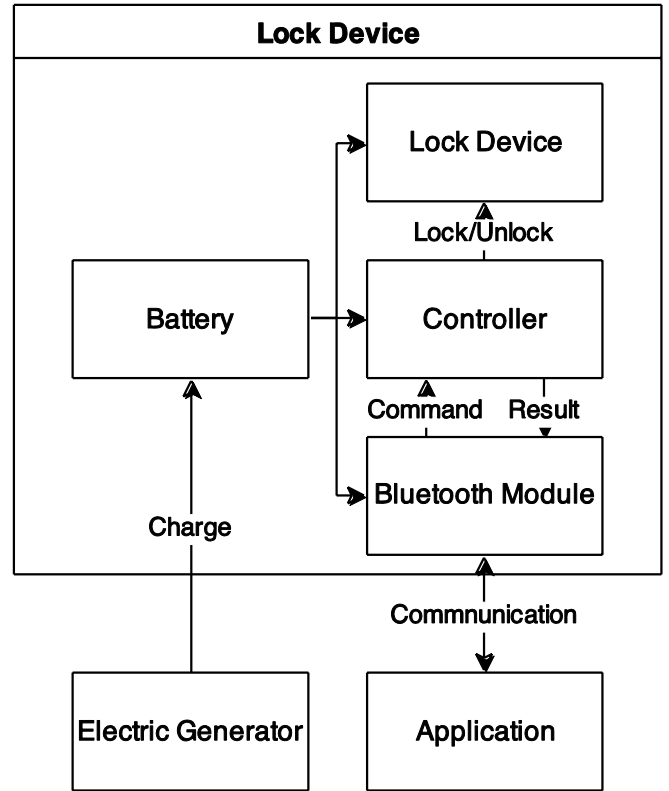 Lock Device
Lock Device
Lock/Unlock
Battery
Controller
Command
Result
Bluetooth Module
Charge
Commnunication
Electric Generator
Application